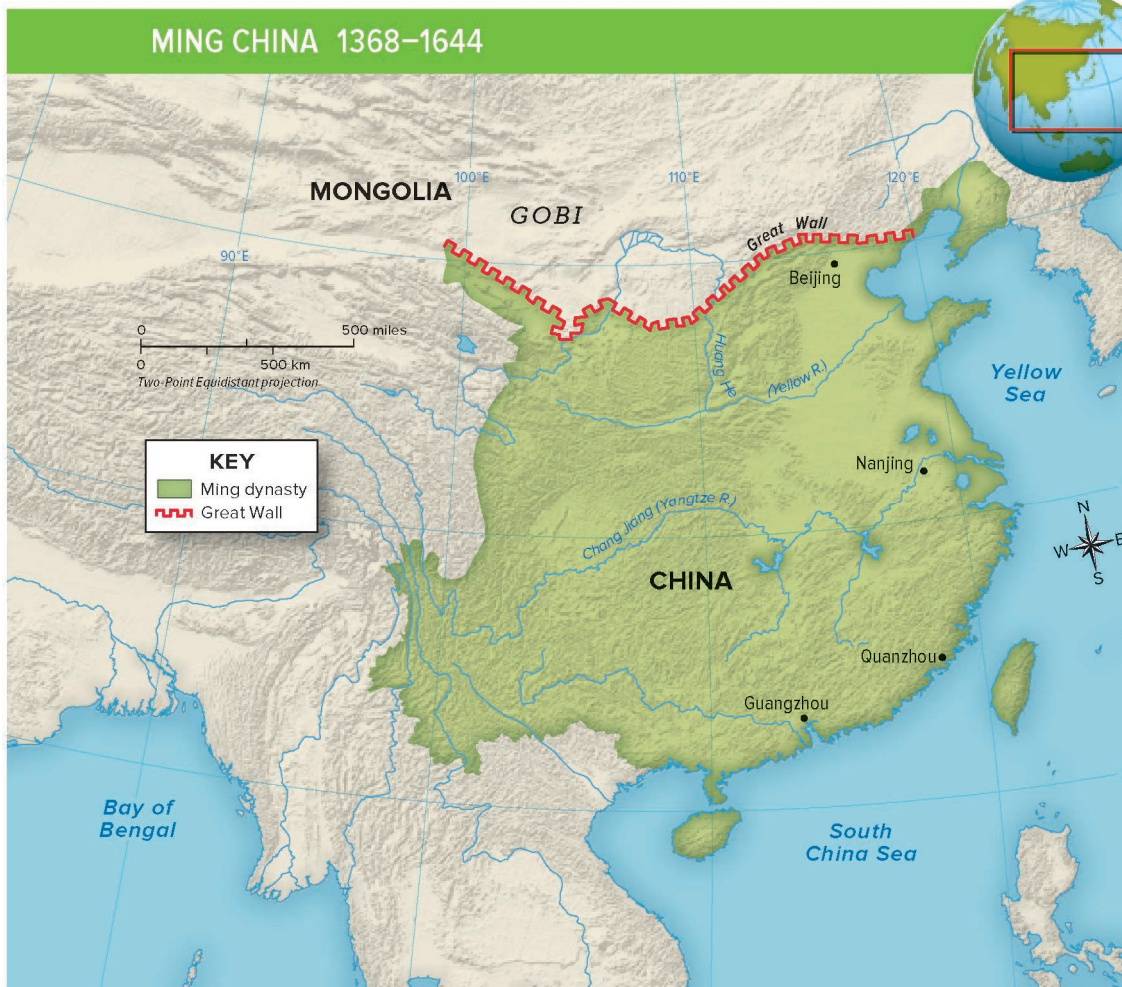 MING CHINA 1368–1644
100°E
110°E
120°E
MONGOLIA
GOBI
Great Wall
90°E
Beijing
0 500 miles
0 500 km
Two-Point Equidistant projection
Huang He
(Yellow R.)
Yellow
Sea
KEY
Ming dynasty
Great Wall
Nanjing
Chang Jiang (Yangtze R.)
N
W E
S
CHINA
Quanzhou
Guangzhou
Bay of
Bengal
South
China Sea